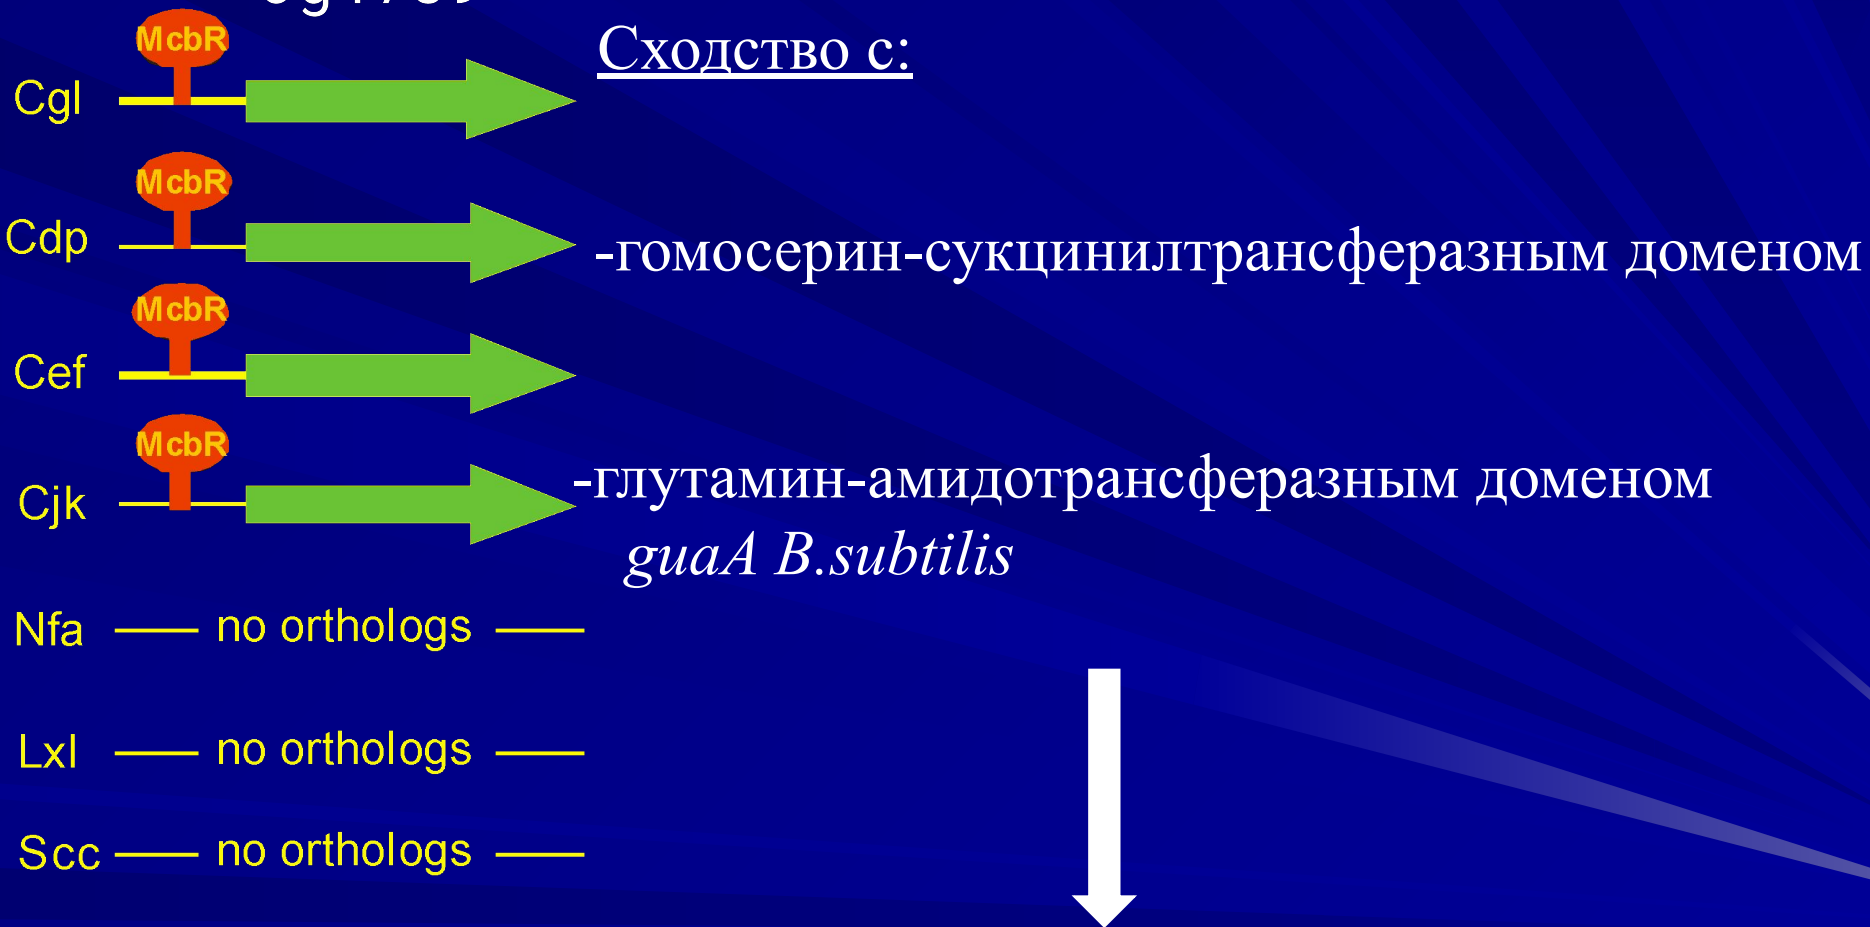 McbR
Cgl
Сходство с:
McbR
Cdp
-гомосерин-сукцинилтрансферазным доменом
McbR
Cef
McbR
Cjk
-глутамин-амидотрансферазным доменом
guaA B.subtilis
Nfa no orthologs
Lxl no orthologs
Scc no orthologs